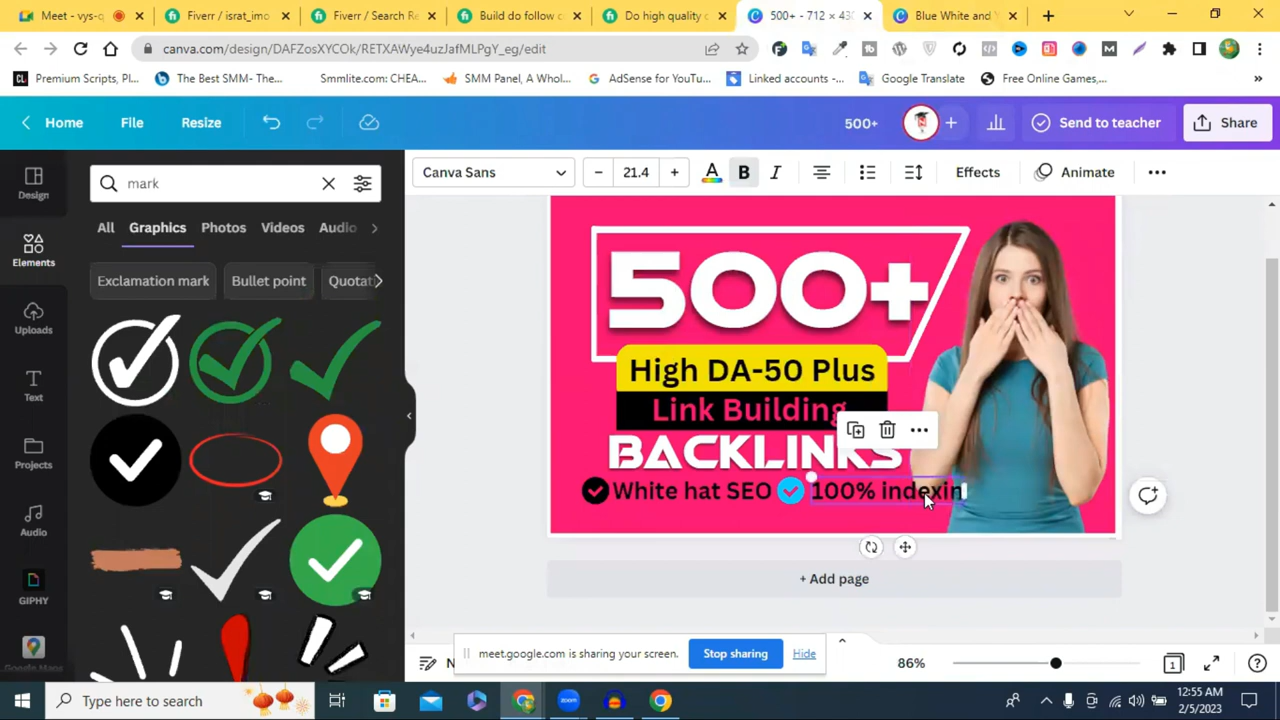 Meet - vys-q
Fiverr / israt_imo
Fiverr / Search Re
Build do follow c
Do high quality c
500+ - 712 × 430
Blue White and Y
canva.com/design/DAFZosXYCOk/RETXAWye4uzJafMLPgY_eg/edit
Premium Scripts, Pl...
The Best SMM- The...
Smmlite.com: CHEA...
SMM Panel, A Whol...
AdSense for YouTu...
Linked accounts -...
Google Translate
Free Online Games,...
»
Home
File
Resize
500+
Send to teacher
Share
Design
Elements
Uploads
Text
Projects
Audio
GIPHY
Google Maps
mark
All
Graphics
Photos
Videos
Audio
Exclamation mark
Bullet point
Quotat
Canva Sans
21.4
A
B
I
Effects
Animate
500+
High DA-50 Plus
Link Building
BACKLINKS
White hat SEO
100% indexin
+ Add page
meet.google.com is sharing your screen.
Stop sharing
Hide
N
86%
1
Type here to search
zoom
12:55 AM
2/5/2023